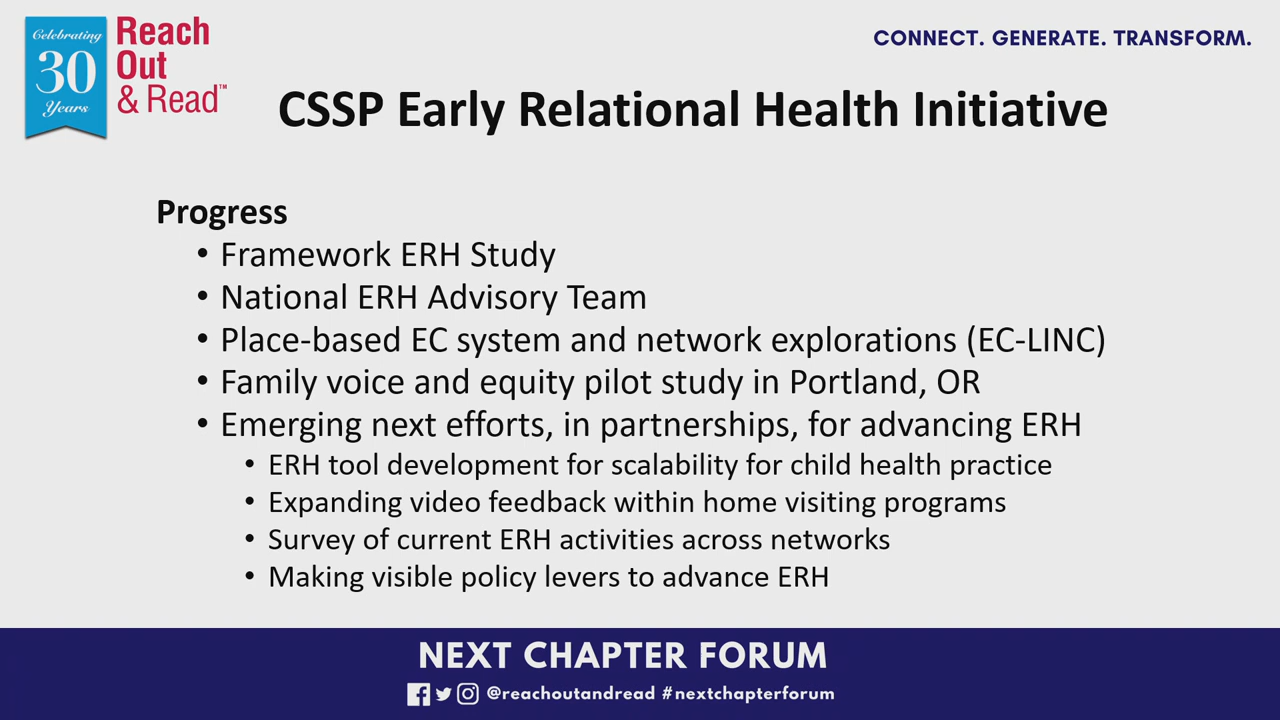 Celebrating
30
Years
Reach
Out
& Read™
CONNECT. GENERATE. TRANSFORM.
CSSP Early Relational Health Initiative
Progress
• Framework ERH Study
• National ERH Advisory Team
• Place-based EC system and network explorations (EC-LINC)
• Family voice and equity pilot study in Portland, OR
• Emerging next efforts, in partnerships, for advancing ERH
• ERH tool development for scalability for child health practice
• Expanding video feedback within home visiting programs
• Survey of current ERH activities across networks
• Making visible policy levers to advance ERH
NEXT CHAPTER FORUM
@reachoutandread #nextchapterforum